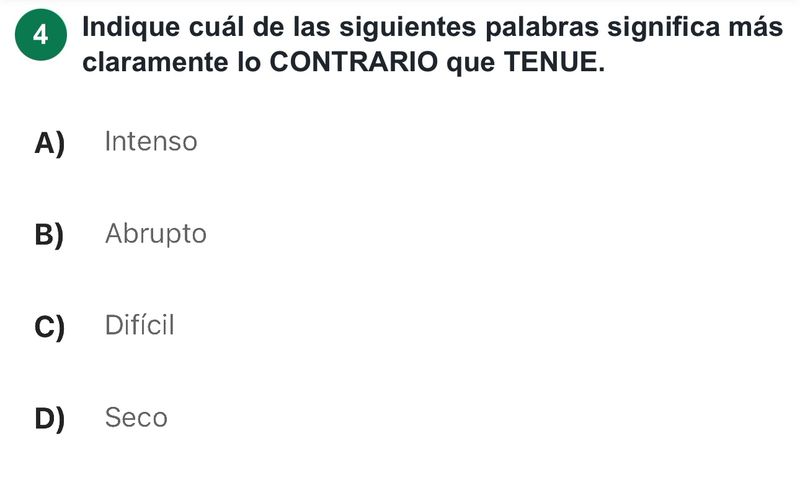 4 Indique cuál de las siguientes palabras significa más
claramente lo CONTRARIO que TENUE.
A) Intenso
B) Abrupto
C) Difícil
D) Seco